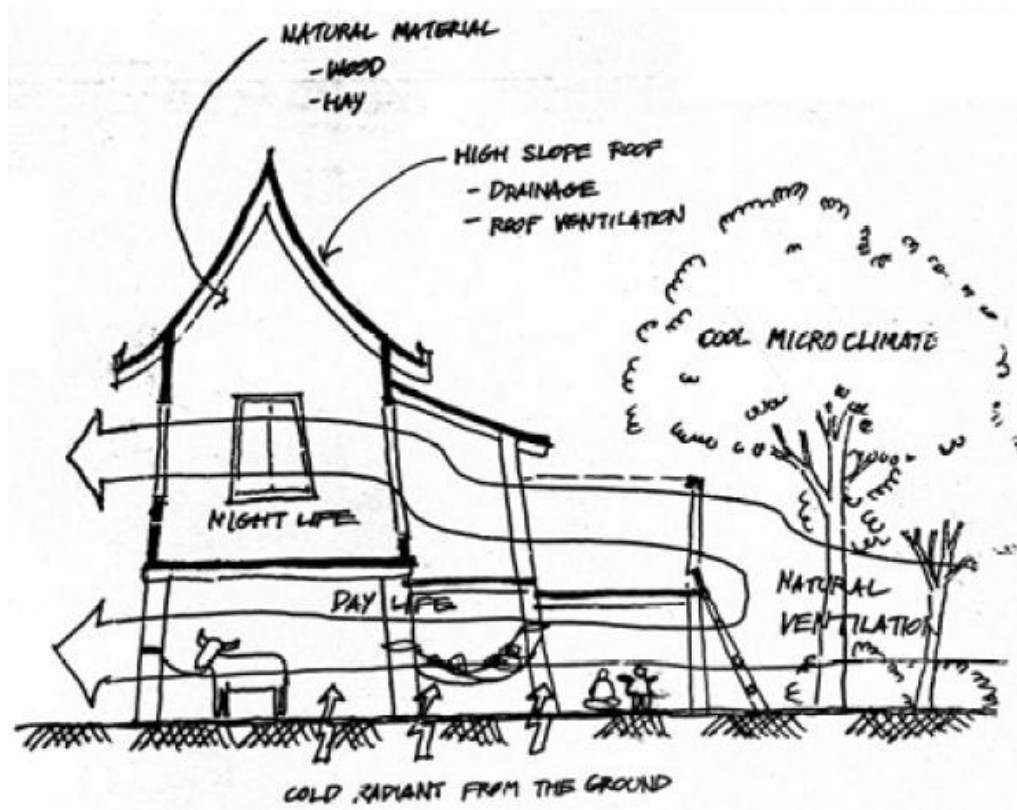 NATURAL MATERIAL
- WOOD
- HAY
HIGH SLOPE ROOF
- DRAINAGE
- ROOF VENTILATION
COOL MICRO CLIMATE
NIGHT LIFE
DAY LIFE
NATURAL
VENTILATION
COLD RADIANT FROM THE GROUND